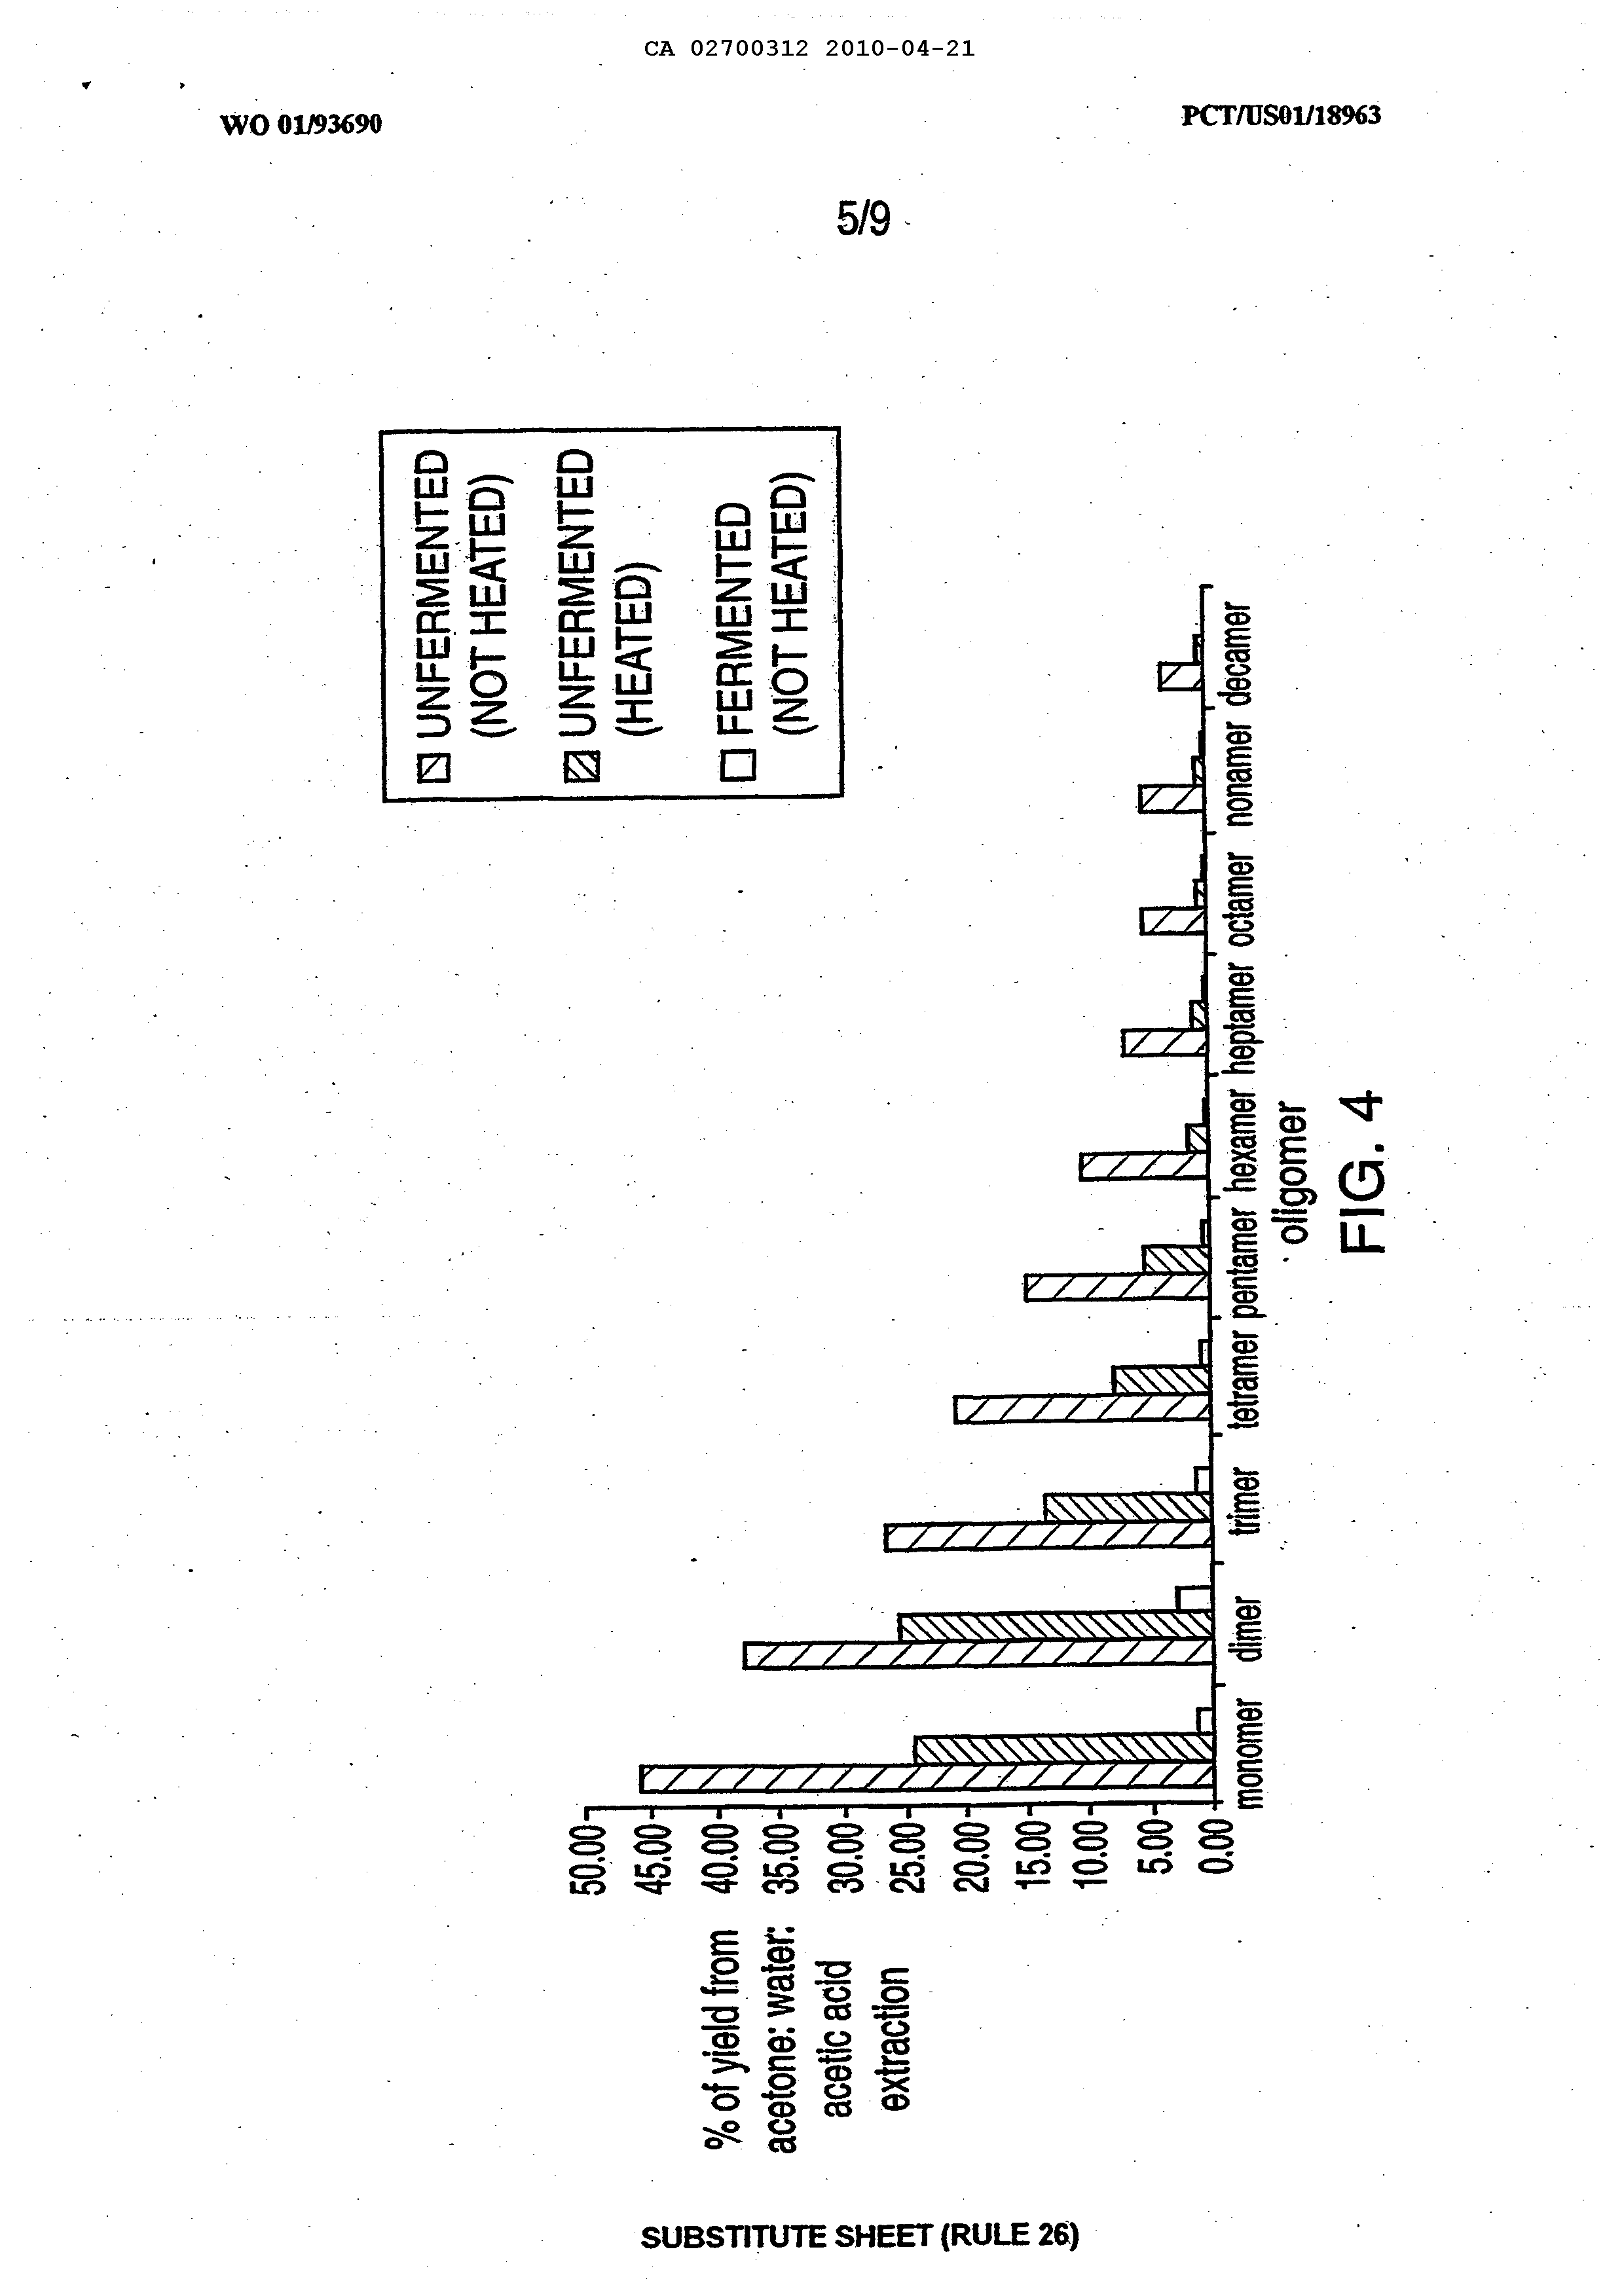 CA 02700312 2010-04-21
WO 01/93690
PCT/US01/18963
5/9
UNFERMENTED
(NOT HEATED)
UNFERMENTED
(HEATED)
FERMENTED
(NOT HEATED)
% of yield from
acetone: water:
acetic acid
extraction
50.00
45.00
40.00
35.00
30.00
25.00
20.00
15.00
10.00
5.00
0.00
monomer dimer trimer tetramer pentamer hexamer heptamer octamer nonamer decamer
oligomer
FIG. 4
SUBSTITUTE SHEET (RULE 26)